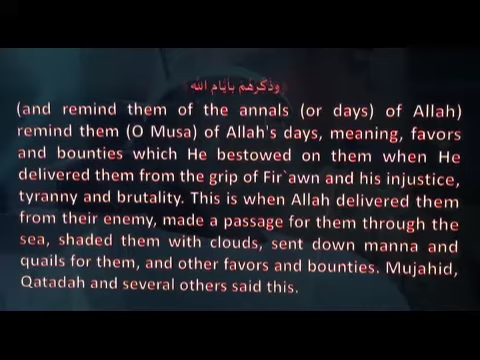 وذكرهم بأيام الله
(and remind them of the annals (or days) of Allah)
remind them (O Musa) of Allah's days, meaning, favors
and bounties which He bestowed on them when He
delivered them from the grip of Fir`awn and his injustice,
tyranny and brutality. This is when Allah delivered them
from their enemy, made a passage for them through the
sea, shaded them with clouds, sent down manna and
quails for them, and other favors and bounties. Mujahid,
Qatadah and several others said this.